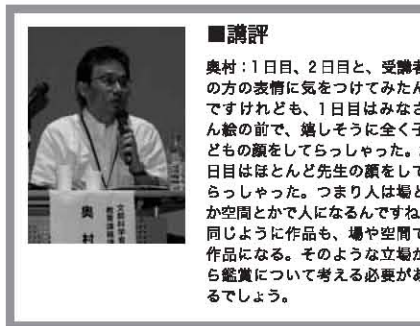 ■講評
奥村：1日目、2日目と、受講者
の方の表情に気をつけてみたん
ですけれども、1日目はみなさ
ん絵の前で、嬉しそうに全く子
どもの顔をしてらっしゃった。
日目はほとんど先生の顔をして
らっしゃった。つまり人は場と
か空間とかで人になるんですね
同じように作品も、場や空間で
作品になる。そのような立場か
ら鑑賞について考える必要があ
るでしょう。
文部科学省
奥村